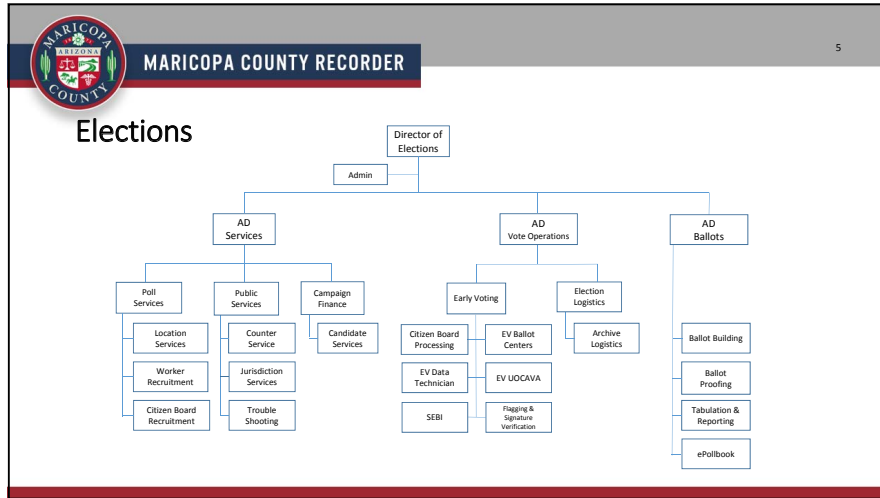 MARICOPA
ARIZONA
COUNTY
MARICOPA COUNTY RECORDER
5
Elections
Director of
Elections
Admin
AD
Services
AD
Vote Operations
AD
Ballots
Poll
Services
Public
Services
Campaign
Finance
Early Voting
Election
Logistics
Location
Services
Counter
Service
Candidate
Services
Citizen Board
Processing
EV Ballot
Centers
Archive
Logistics
Ballot Building
Worker
Recruitment
Jurisdiction
Services
EV Data
Technician
EV UOCAVA
Ballot
Proofing
Citizen Board
Recruitment
Trouble
Shooting
SEBI
Flagging &
Signature
Verification
Tabulation &
Reporting
ePollbook